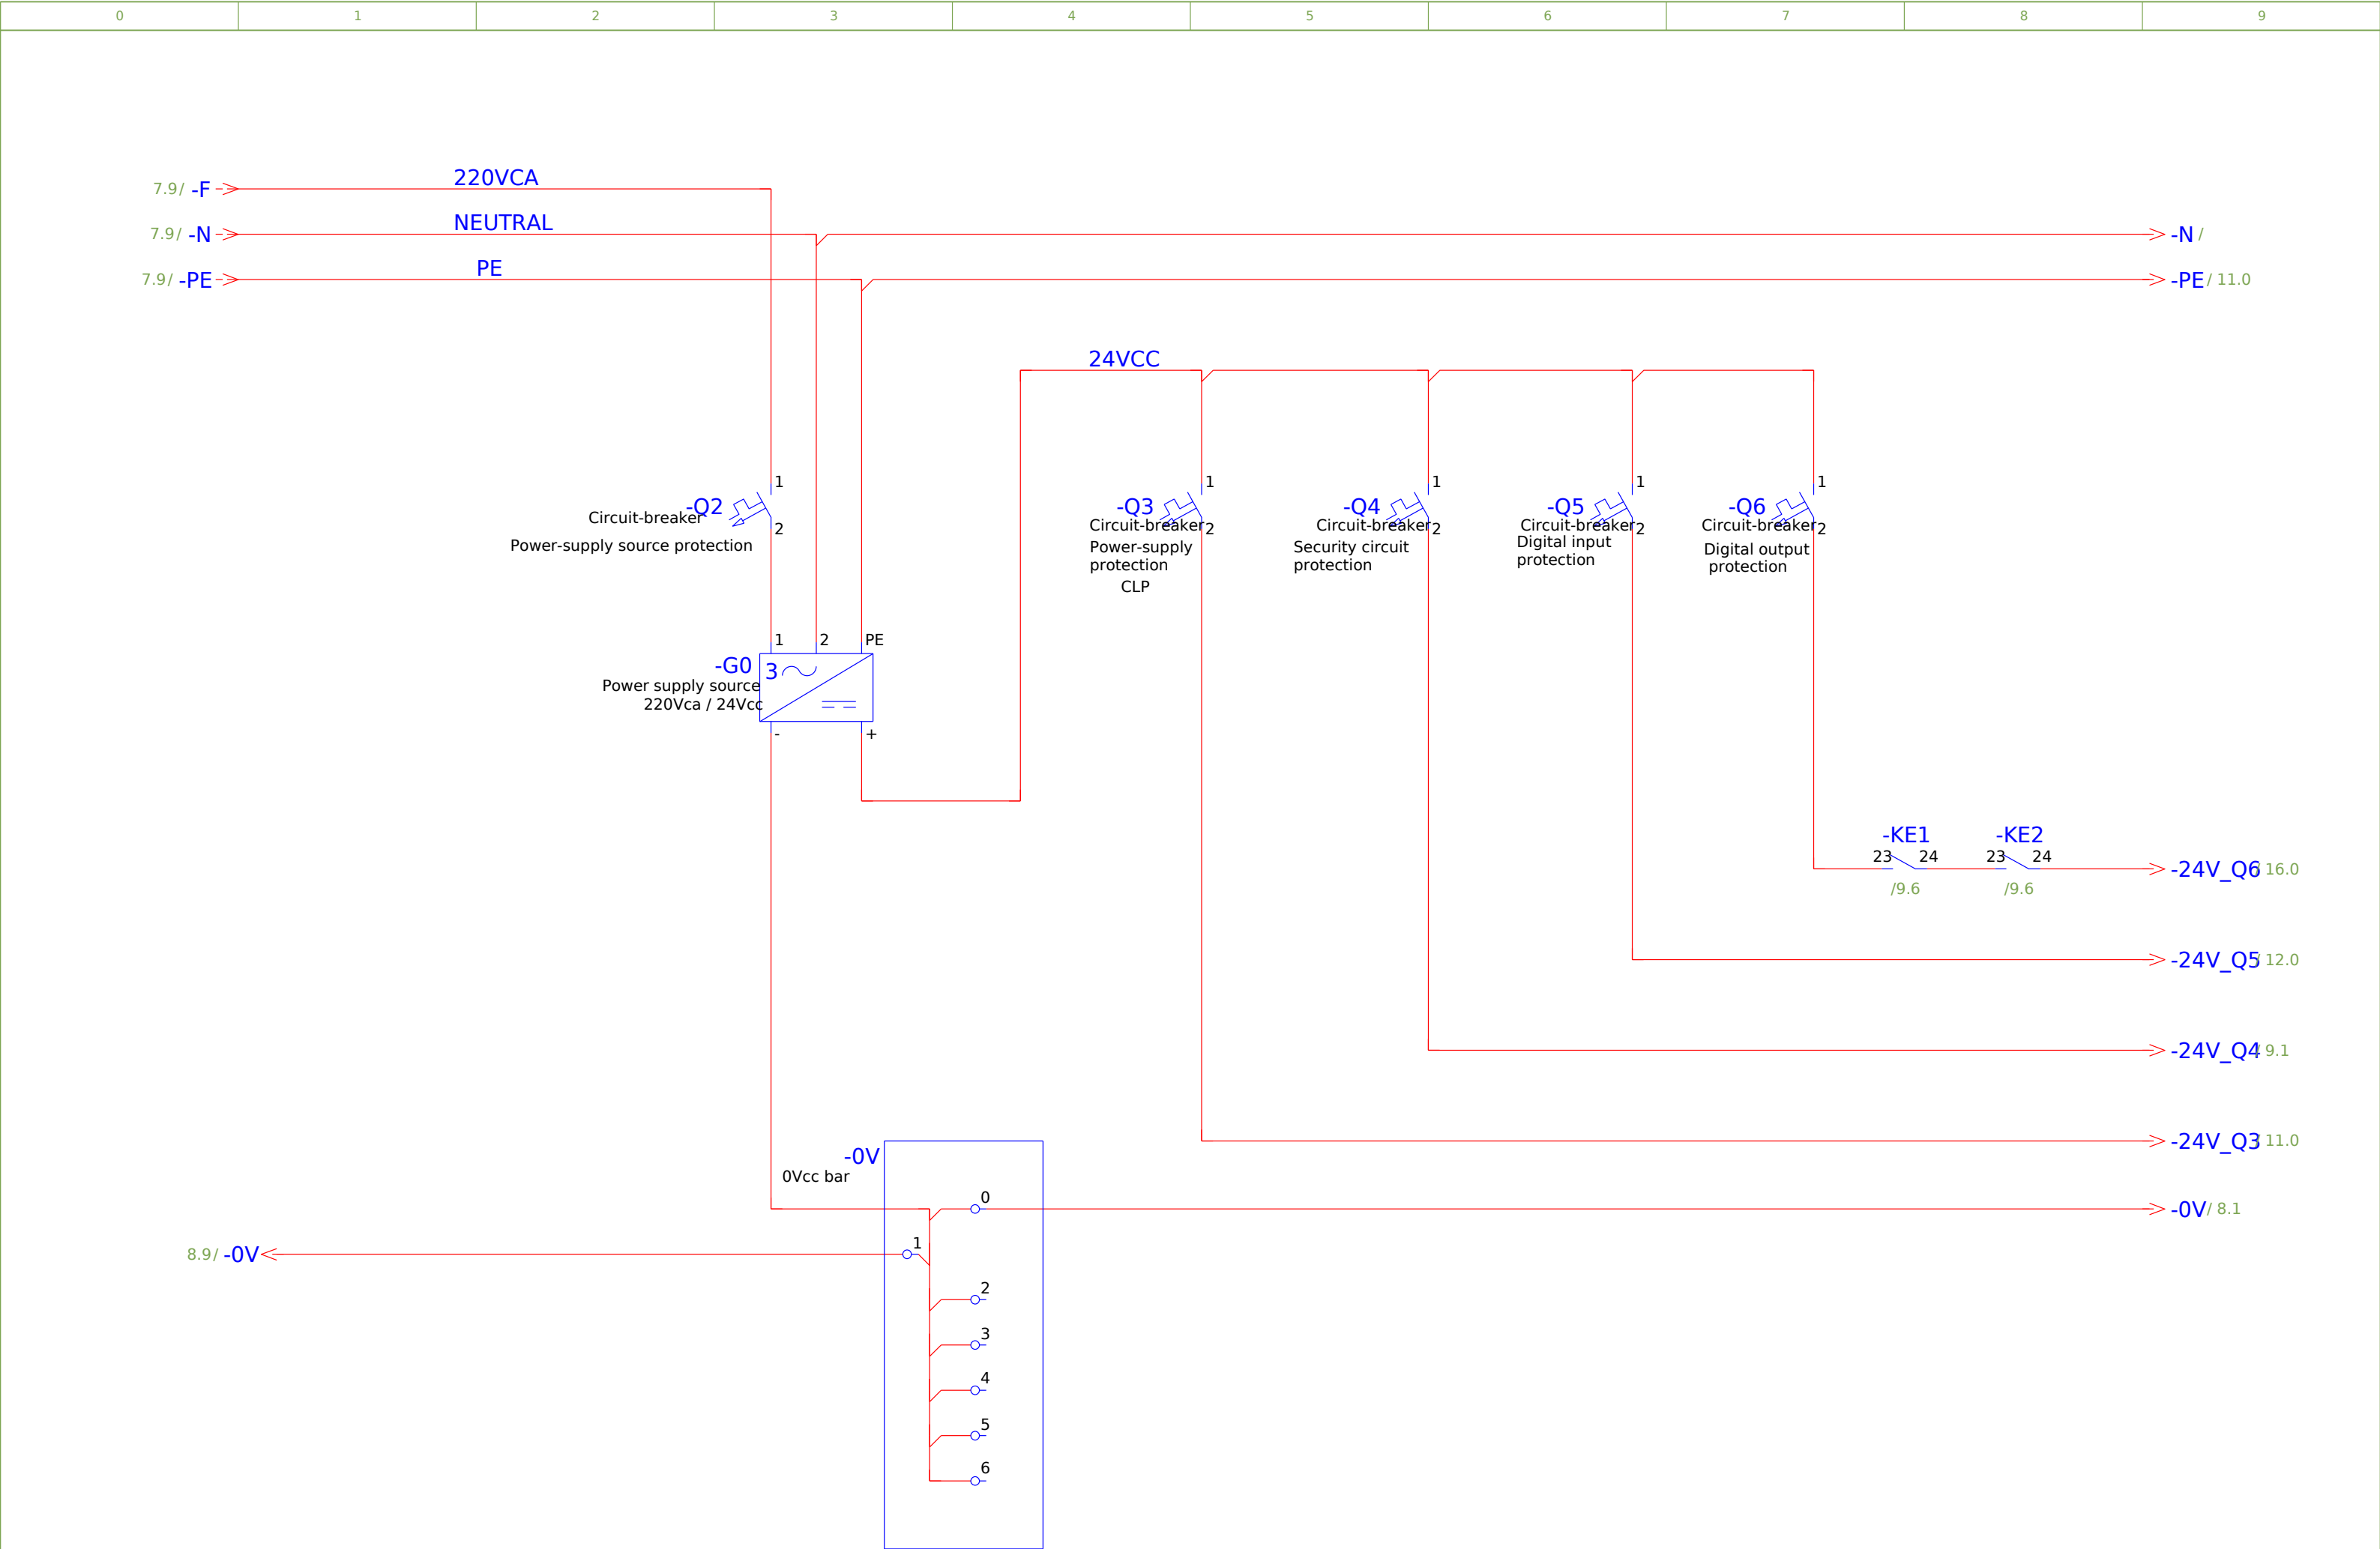 0 1 2 3 4 5 6 7 8 9
220VCA
7.9/ -F
NEUTRAL
7.9/ -N
-N /
PE
7.9/ -PE
-PE / 11.0
24VCC
1 1 1 1 1
-Q2 -Q3 -Q4 -Q5 -Q6
Circuit-breaker
2
Power-supply source protection
Circuit-breaker
2
Power-supply
protection
CLP
Circuit-breaker
2
Security circuit
protection
Circuit-breaker
2
Digital input
protection
Circuit-breaker
2
Digital output
protection
1 2 PE
-G0 3
Power supply source
220Vca / 24Vcc
- +
-KE1 -KE2
23 24 23 24
-24V_Q6 / 16.0
/9.6 /9.6
-24V_Q5 / 12.0
-24V_Q4 / 9.1
-24V_Q3 / 11.0
-0V
0Vcc bar
0
-0V / 8.1
1
8.9/ -0V
2
3
4
5
6